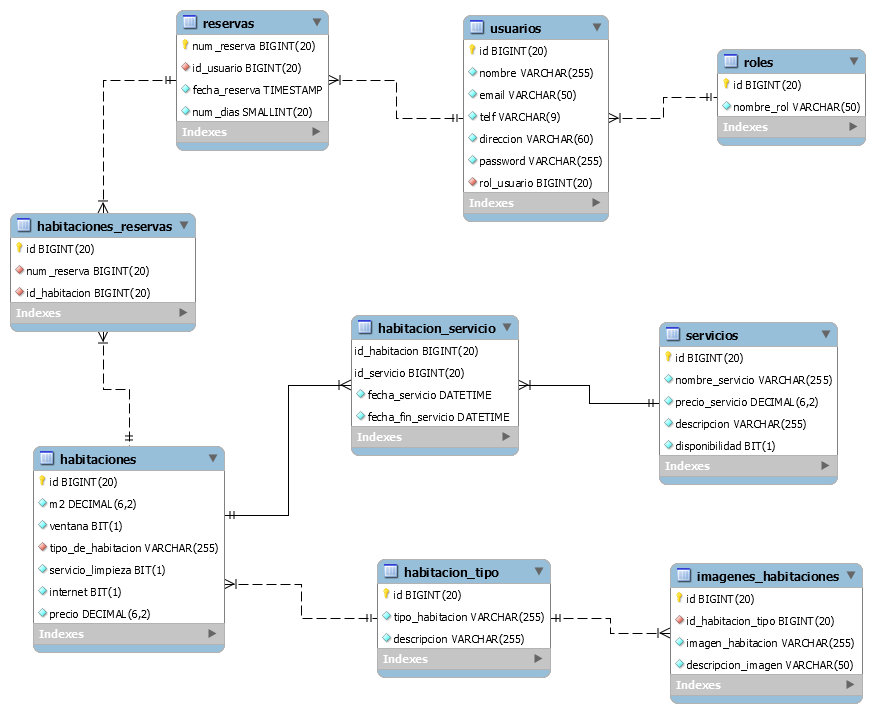 reservas
num_reserva BIGINT(20)
id_usuario BIGINT(20)
fecha_reserva TIMESTAMP
num_dias SMALLINT(20)
Indexes
usuarios
id BIGINT(20)
nombre VARCHAR(255)
email VARCHAR(50)
telf VARCHAR(9)
direccion VARCHAR(60)
password VARCHAR(255)
rol_usuario BIGINT(20)
Indexes
roles
id BIGINT(20)
nombre_rol VARCHAR(50)
Indexes
habitaciones_reservas
id BIGINT(20)
num_reserva BIGINT(20)
id_habitacion BIGINT(20)
Indexes
habitacion_servicio
id_habitacion BIGINT(20)
id_servicio BIGINT(20)
fecha_servicio DATETIME
fecha_fin_servicio DATETIME
Indexes
servicios
id BIGINT(20)
nombre_servicio VARCHAR(255)
precio_servicio DECIMAL(6,2)
descripcion VARCHAR(255)
disponibilidad BIT(1)
Indexes
habitaciones
id BIGINT(20)
m2 DECIMAL(6,2)
ventana BIT(1)
tipo_de_habitacion VARCHAR(255)
servicio_limpieza BIT(1)
internet BIT(1)
precio DECIMAL(6,2)
Indexes
habitacion_tipo
id BIGINT(20)
tipo_habitacion VARCHAR(255)
descripcion VARCHAR(255)
Indexes
imagenes_habitaciones
id BIGINT(20)
id_habitacion_tipo BIGINT(20)
imagen_habitacion VARCHAR(255)
descripcion_imagen VARCHAR(50)
Indexes